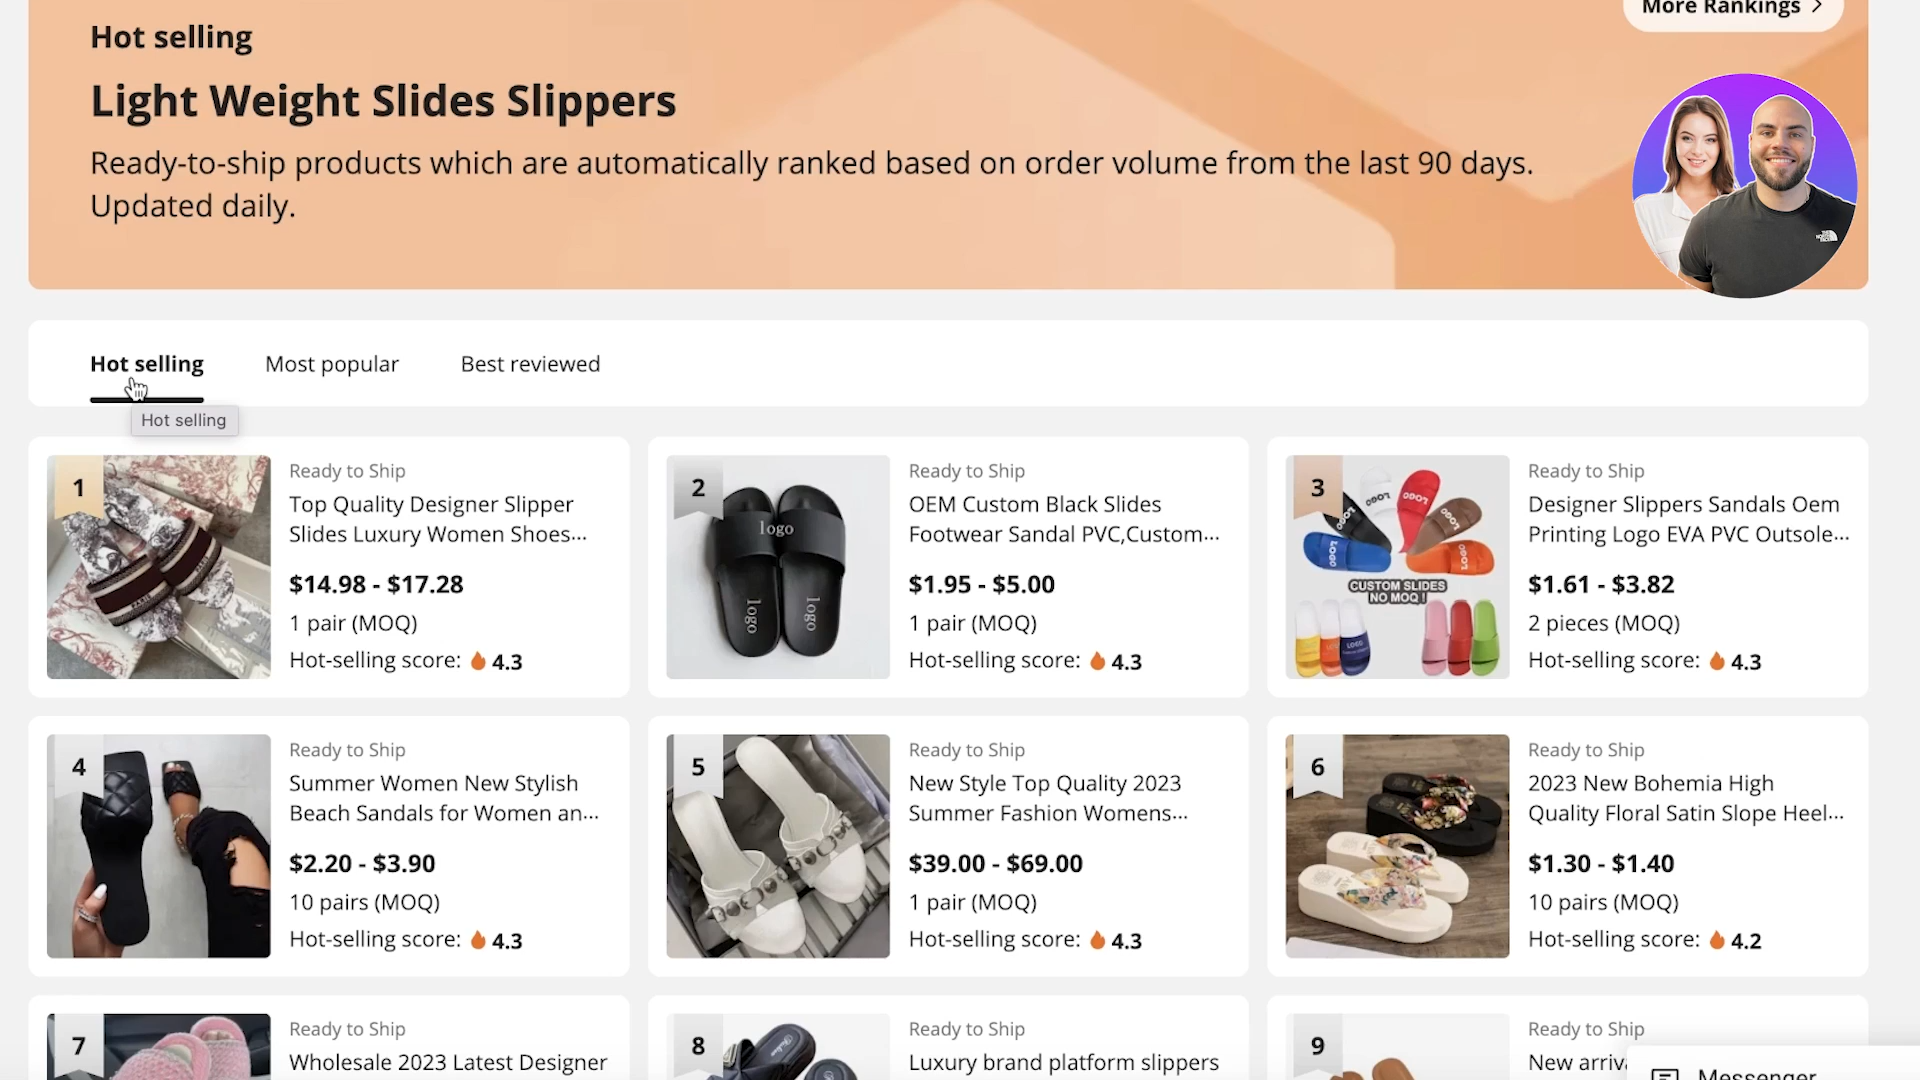 More Rankings
Hot selling
Light Weight Slides Slippers
Ready-to-ship products which are automatically ranked based on order volume from the last 90 days.
Updated daily.
Hot selling
Most popular
Best reviewed
Hot selling
1
Ready to Ship
Top Quality Designer Slipper
Slides Luxury Women Shoes...
$14.98 - $17.28
1 pair (MOQ)
Hot-selling score: 4.3
2
logo
logo
logo
Ready to Ship
OEM Custom Black Slides
Footwear Sandal PVC,Custom...
$1.95 - $5.00
1 pair (MOQ)
Hot-selling score: 4.3
3
LOGO
LOGO
LOGO
LOGO
LOGO
LOGO
CUSTOM SLIDES
NO MOQ !
Ready to Ship
Designer Slippers Sandals Oem
Printing Logo EVA PVC Outsole...
$1.61 - $3.82
2 pieces (MOQ)
Hot-selling score: 4.3
4
Ready to Ship
Summer Women New Stylish
Beach Sandals for Women an...
$2.20 - $3.90
10 pairs (MOQ)
Hot-selling score: 4.3
5
Ready to Ship
New Style Top Quality 2023
Summer Fashion Womens...
$39.00 - $69.00
1 pair (MOQ)
Hot-selling score: 4.3
6
Ready to Ship
2023 New Bohemia High
Quality Floral Satin Slope Heel...
$1.30 - $1.40
10 pairs (MOQ)
Hot-selling score: 4.2
7
Ready to Ship
Wholesale 2023 Latest Designer
8
Ready to Ship
Luxury brand platform slippers
9
Ready to Ship
New
Messenger